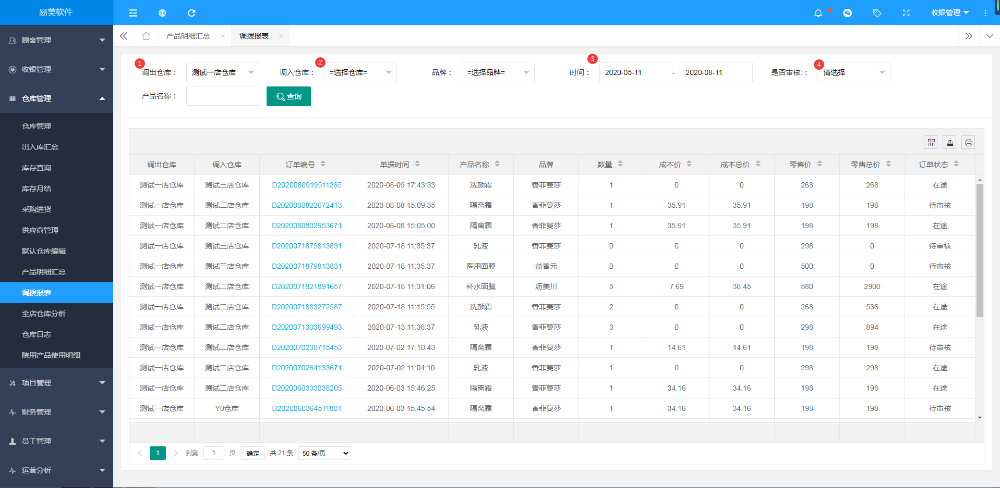 易美软件
收银管理
顾客管理
收银管理
仓库管理
仓库管理
出入库汇总
库存查询
库存月结
采购进货
供应商管理
默认仓库编辑
产品明细汇总
调拨报表
全店仓库分析
仓库日志
院用产品使用明细
项目管理
财务管理
员工管理
运营分析
产品明细汇总 × 调拨报表 ×
1 调出仓库： 测试一店仓库 2 调入仓库： =选择仓库= 品牌： =选择品牌= 3 时间： 2020-05-11 - 2020-08-11 4 是否审核:： 请选择
产品名称： 查询
调出仓库 调入仓库 订单编号 单据时间 产品名称 品牌 数量 成本价 成本总价 零售价 零售总价 订单状态
测试一店仓库 测试三店仓库 D2020080919511265 2020-08-09 17:43:33 洗颜霜 香菲蔓莎 1 0 0 268 268 在途
测试一店仓库 测试二店仓库 D2020080822672413 2020-08-08 15:09:35 隔离霜 香菲蔓莎 1 35.91 35.91 198 198 待审核
测试一店仓库 测试二店仓库 D2020080802953671 2020-08-08 15:05:00 隔离霜 香菲蔓莎 1 35.91 35.91 198 198 在途
测试一店仓库 测试三店仓库 D2020071879813831 2020-07-18 11:35:37 乳液 香菲蔓莎 0 0 0 298 0 待审核
测试一店仓库 测试三店仓库 D2020071879813831 2020-07-18 11:35:37 医用面膜 益香元 0 0 0 500 0 待审核
测试一店仓库 测试二店仓库 D2020071821891657 2020-07-18 11:31:06 补水面膜 沥美川 5 7.69 38.45 580 2900 在途
测试一店仓库 测试二店仓库 D2020071883272587 2020-07-18 11:15:55 洗颜霜 香菲蔓莎 2 0 0 268 536 在途
测试一店仓库 测试二店仓库 D2020071303699493 2020-07-13 11:36:37 乳液 香菲蔓莎 3 0 0 298 894 在途
测试一店仓库 测试二店仓库 D2020070238715453 2020-07-02 17:10:43 隔离霜 香菲蔓莎 1 14.61 14.61 198 198 待审核
测试一店仓库 测试二店仓库 D2020070264133671 2020-07-02 11:04:10 乳液 香菲蔓莎 1 0 0 298 298 在途
测试一店仓库 测试二店仓库 D2020060333038205 2020-06-03 15:46:25 隔离霜 香菲蔓莎 1 34.16 34.16 198 198 在途
测试一店仓库 Y0仓库 D2020060364511801 2020-06-03 15:45:54 隔离霜 香菲蔓莎 1 34.16 34.16 198 198 待审核
1 到第 1 页 确定 共 21 条 50 条/页